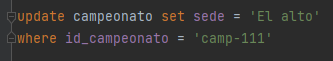 update campeonato set sede = 'El alto'
where id_campeonato = 'camp-111'